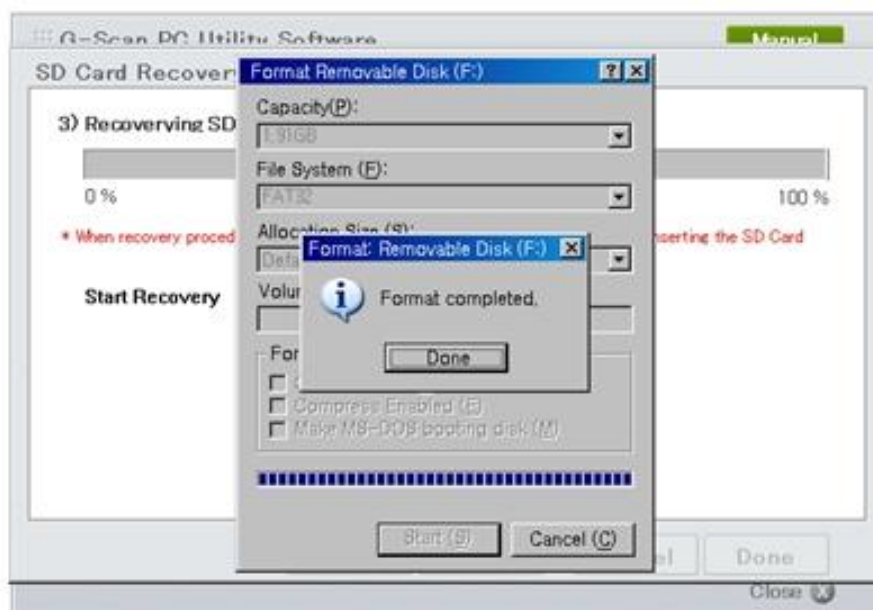 G-Scan PC Utility Software
Manual
SD Card Recover
Format Removable Disk (F:)
Capacity(P):
1.91GB
3) Recoverying SD
File System (F):
FAT32
0 %
100 %
Allocation Size (S):
* When recovery proced
nserting the SD Card
Format: Removable Disk (F:)
Defa
Start Recovery
Volu
Format completed.
For
Done
Compress Enabled (E)
Make MS-DOS booting disk (M)
Start (S)
Cancel (C)
el
Done
Close